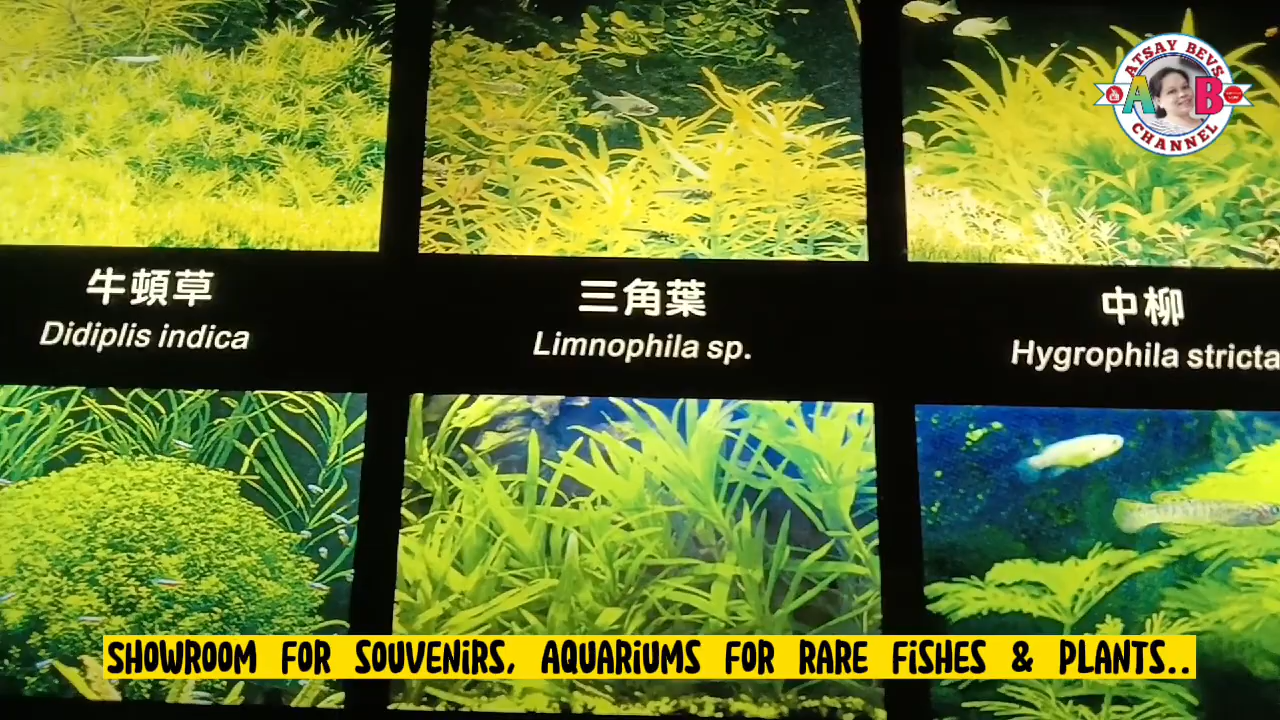 ATSAY BEVS
A B
CHANNEL
牛頓草
Didiplis indica
三角葉
Limnophila sp.
中柳
Hygrophila stricta
SHOWROOM FOR SOUVENIRS, AQUARIUMS FOR RARE FISHES & PLANTS..